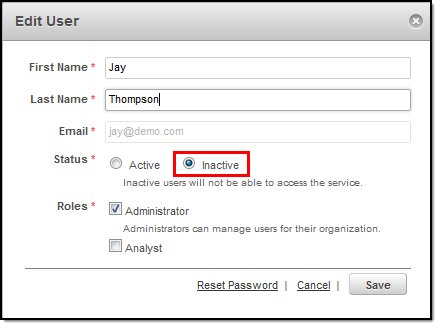 Edit User
First Name * Jay
Last Name * Thompson
Email * jay@demo.com
Status * Active Inactive
Inactive users will not be able to access the service.
Roles * Administrator
Administrators can manage users for their organization.
Analyst
Reset Password | Cancel | Save